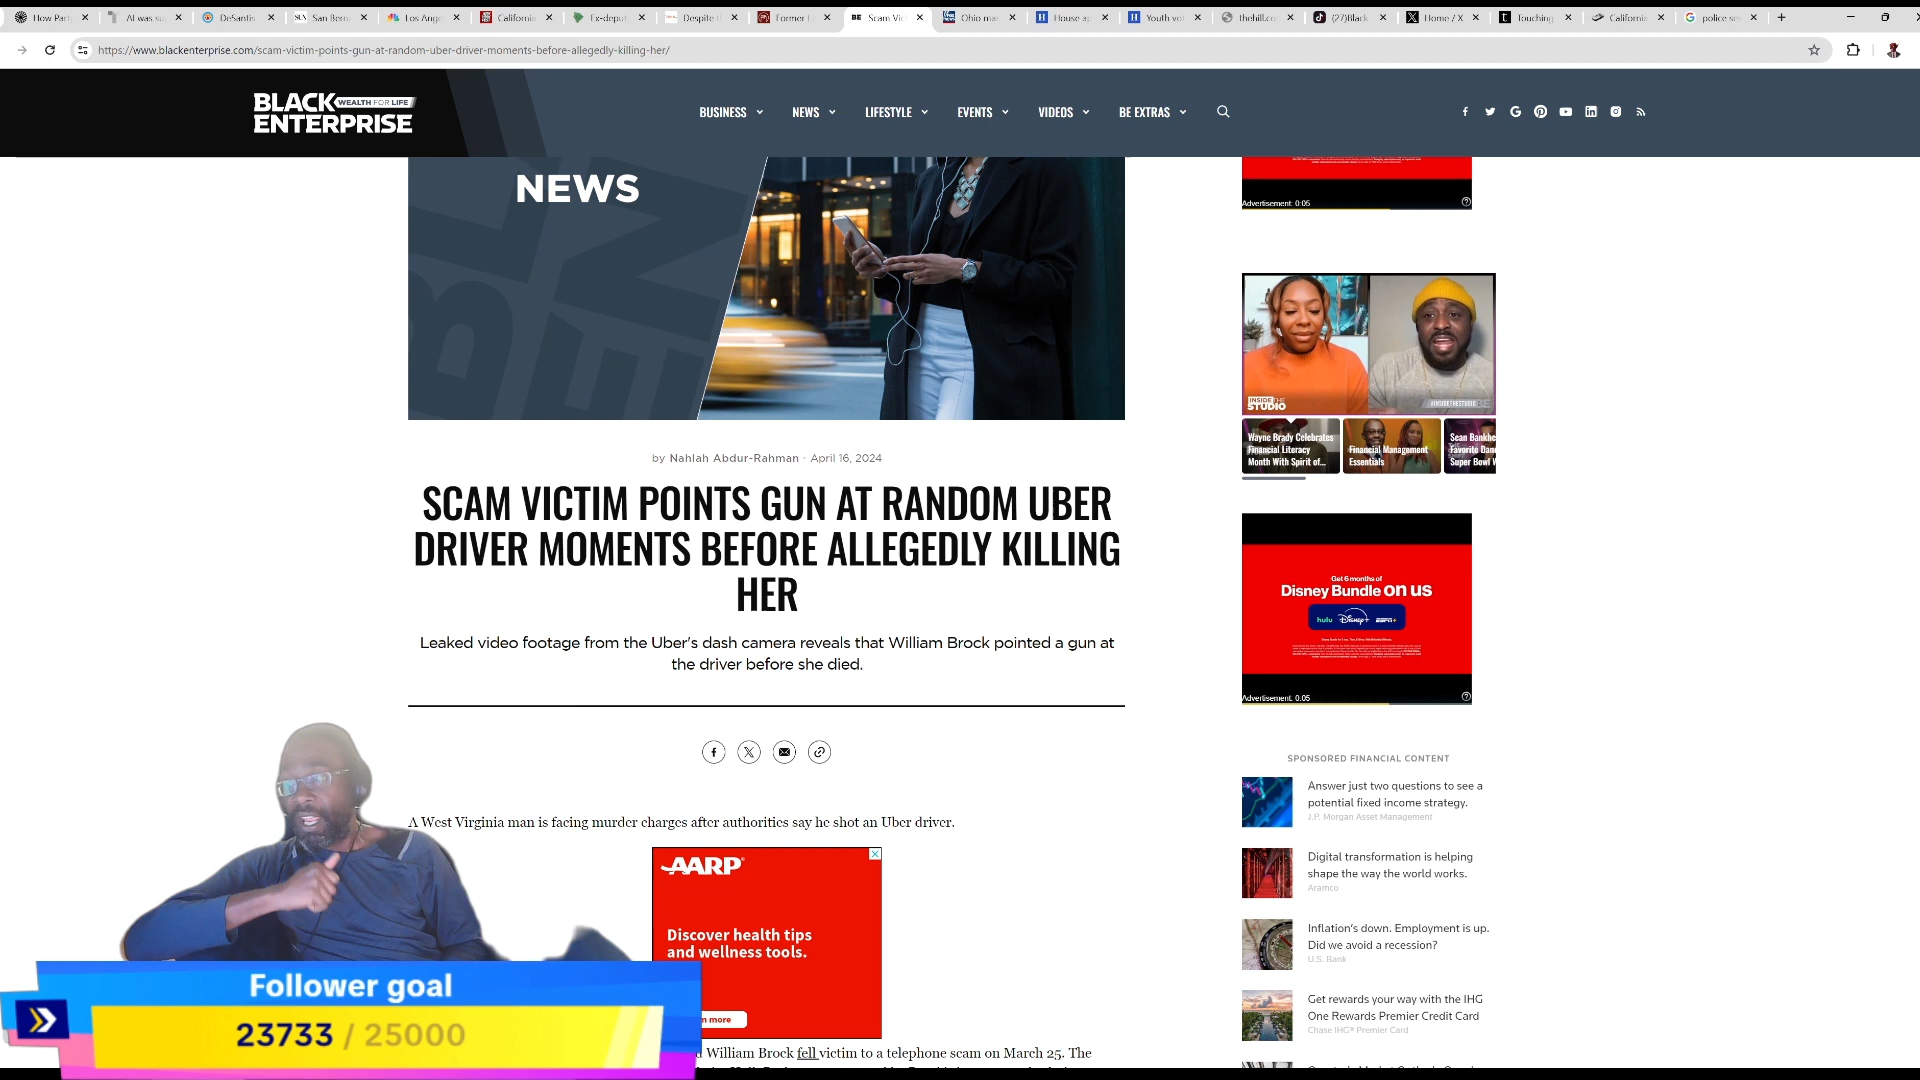 How Part
AI was su
DeSantis
San Berna
Los Ange
California
Ex-deput
Despite t
Former L
Scam Vic
Ohio ma
House ap
Youth vot
thehill.co
(27)Black
Home / X
Touching
California
police se
https://www.blackenterprise.com/scam-victim-points-gun-at-random-uber-driver-moments-before-allegedly-killing-her/
BLACK WEALTH FOR LIFE
ENTERPRISE
BUSINESS
NEWS
LIFESTYLE
EVENTS
VIDEOS
BE EXTRAS
NEWS
Advertisement: 0:05
INSIDE THE
STUDIO
#INSIDETHESTUDIO
Wayne Brady Celebrates
Financial Literacy
Month With Spirit of...
Financial Management
Essentials
Sean Bankhe
Favorite Dan
Super Bowl W
by Nahlah Abdur-Rahman · April 16, 2024
SCAM VICTIM POINTS GUN AT RANDOM UBER
DRIVER MOMENTS BEFORE ALLEGEDLY KILLING
HER
Leaked video footage from the Uber's dash camera reveals that William Brock pointed a gun at
the driver before she died.
Get 6 months of
Disney Bundle on us
hulu Disney+ ESPN+
Advertisement: 0:05
SPONSORED FINANCIAL CONTENT
Answer just two questions to see a
potential fixed income strategy.
J.P. Morgan Asset Management
Digital transformation is helping
shape the way the world works.
Aramco
Inflation's down. Employment is up.
Did we avoid a recession?
U.S. Bank
Get rewards your way with the IHG
One Rewards Premier Credit Card
Chase IHG® Premier Card
A West Virginia man is facing murder charges after authorities say he shot an Uber driver.
AARP
Discover health tips
and wellness tools.
n more
William Brock fell victim to a telephone scam on March 25. The
Follower goal
23733 / 25000